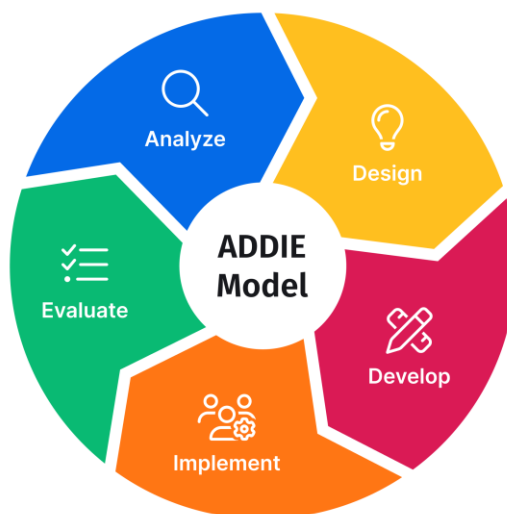 Analyze
Design
ADDIE
Model
Evaluate
Develop
Implement